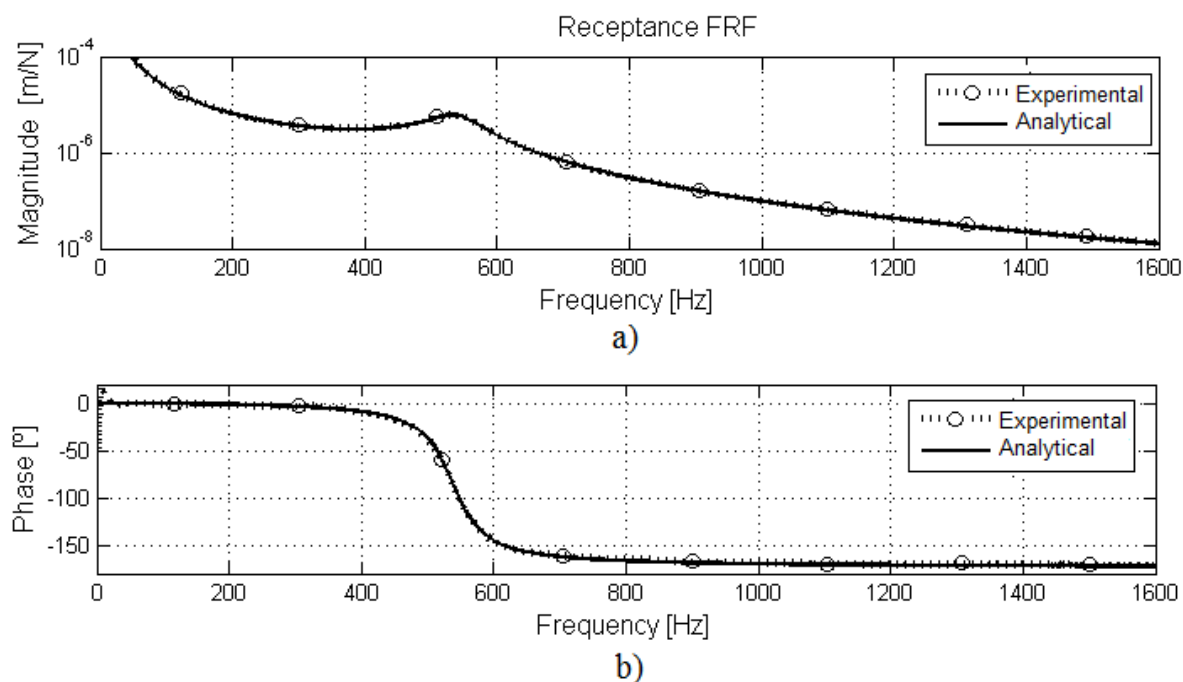 Receptance FRF
Magnitude [m/N]
10-4
10-6
10-8
Experimental
Analytical
0 200 400 600 800 1000 1200 1400 1600
Frequency [Hz]
a)
Phase [º]
0
-50
-100
-150
Experimental
Analytical
0 200 400 600 800 1000 1200 1400 1600
Frequency [Hz]
b)